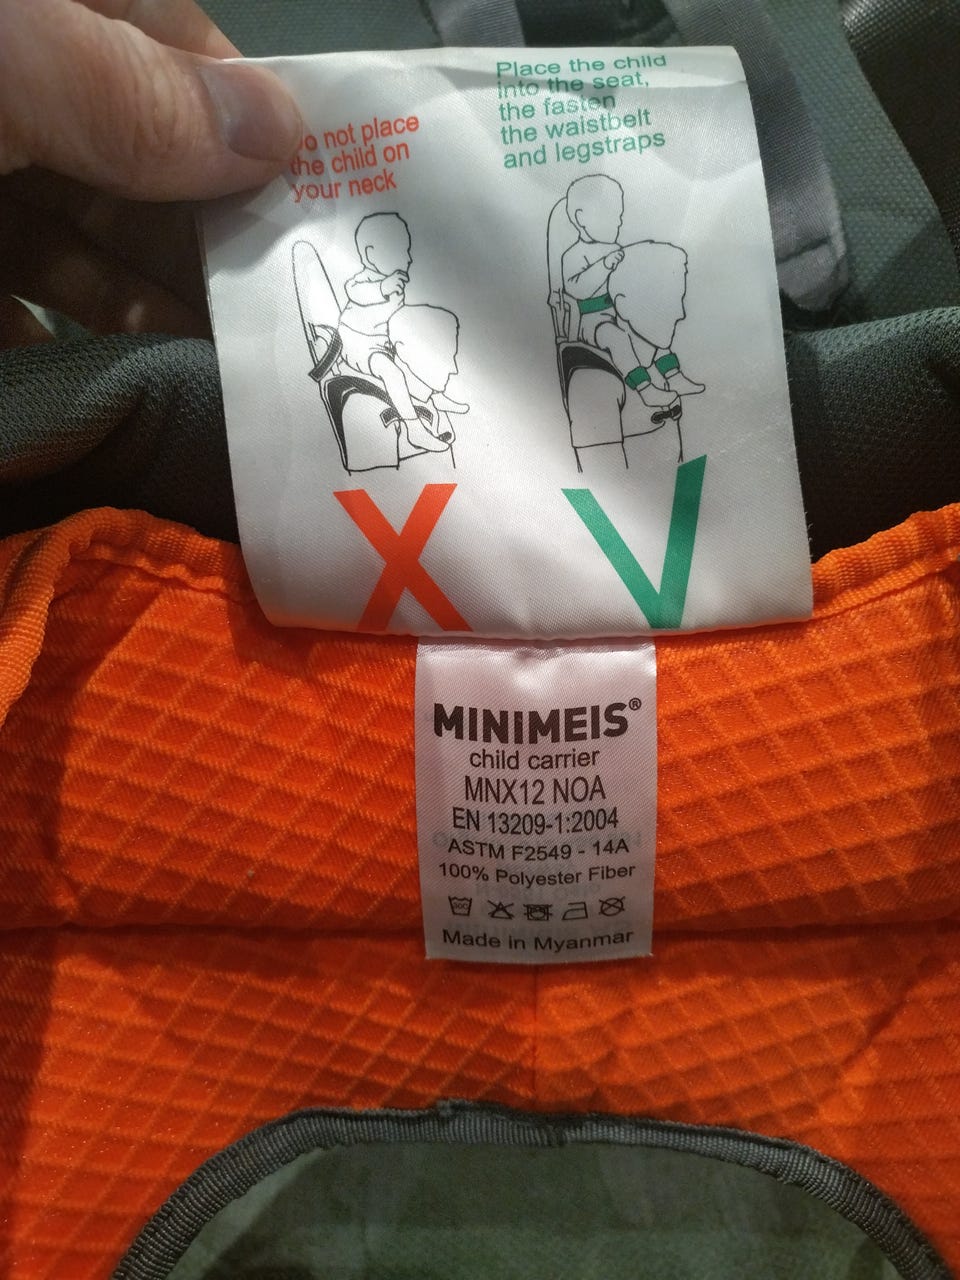 Do not place
the child on
your neck
Place the child
into the seat,
the fasten
the waistbelt
and legstraps
X V
MINIMEIS®
child carrier
MNX12 NOA
EN 13209-1:2004
ASTM F2549 - 14A
100% Polyester Fiber
Made in Myanmar